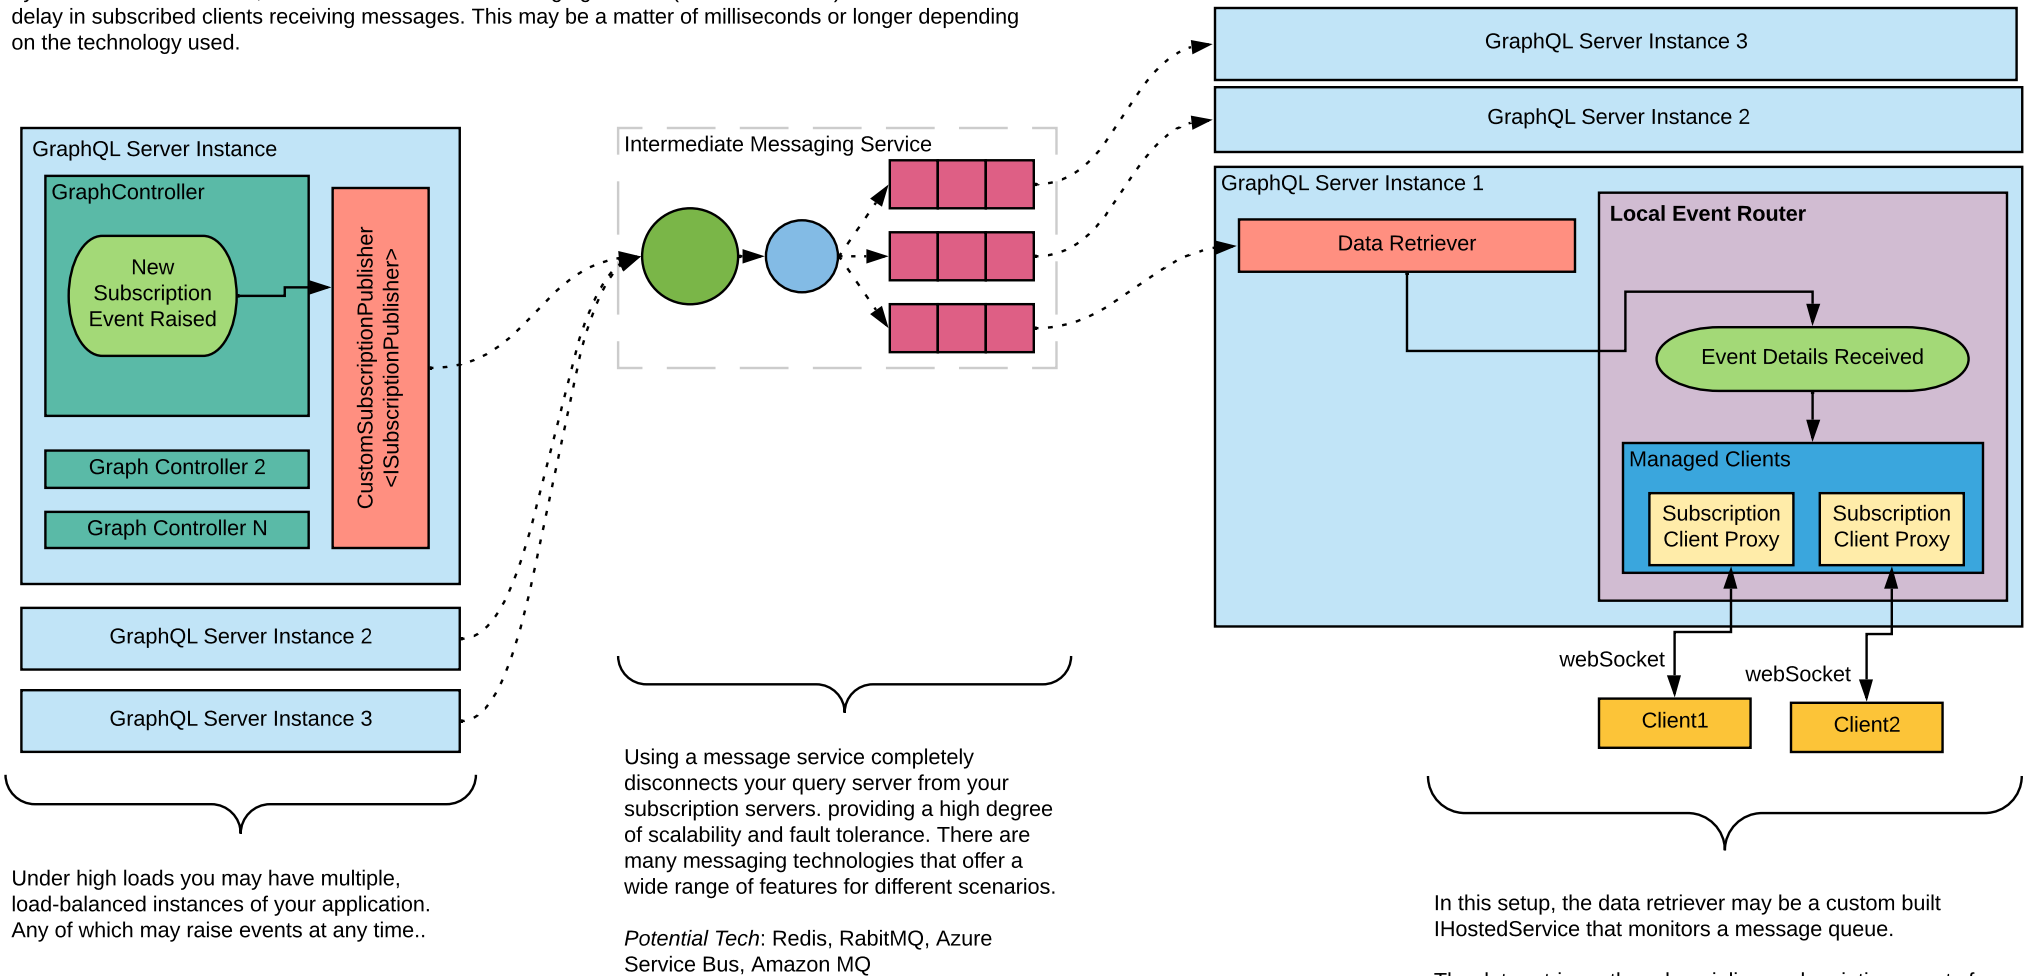 delay in subscribed clients receiving messages. This may be a matter of milliseconds or longer depending
on the technology used.
GraphQL Server Instance
GraphController
New
Subscription
Event Raised
CustomSubscriptionPublisher
<ISubscriptionPublisher>
Graph Controller 2
Graph Controller N
GraphQL Server Instance 2
GraphQL Server Instance 3
Under high loads you may have multiple,
load-balanced instances of your application.
Any of which may raise events at any time..
Intermediate Messaging Service
Using a message service completely
disconnects your query server from your
subscription servers. providing a high degree
of scalability and fault tolerance. There are
many messaging technologies that offer a
wide range of features for different scenarios.
Potential Tech: Redis, RabitMQ, Azure
Service Bus, Amazon MQ
GraphQL Server Instance 3
GraphQL Server Instance 2
GraphQL Server Instance 1
Data Retriever
Local Event Router
Event Details Received
Managed Clients
Subscription
Client Proxy
Subscription
Client Proxy
webSocket
webSocket
Client1
Client2
In this setup, the data retriever may be a custom built
IHostedService that monitors a message queue.